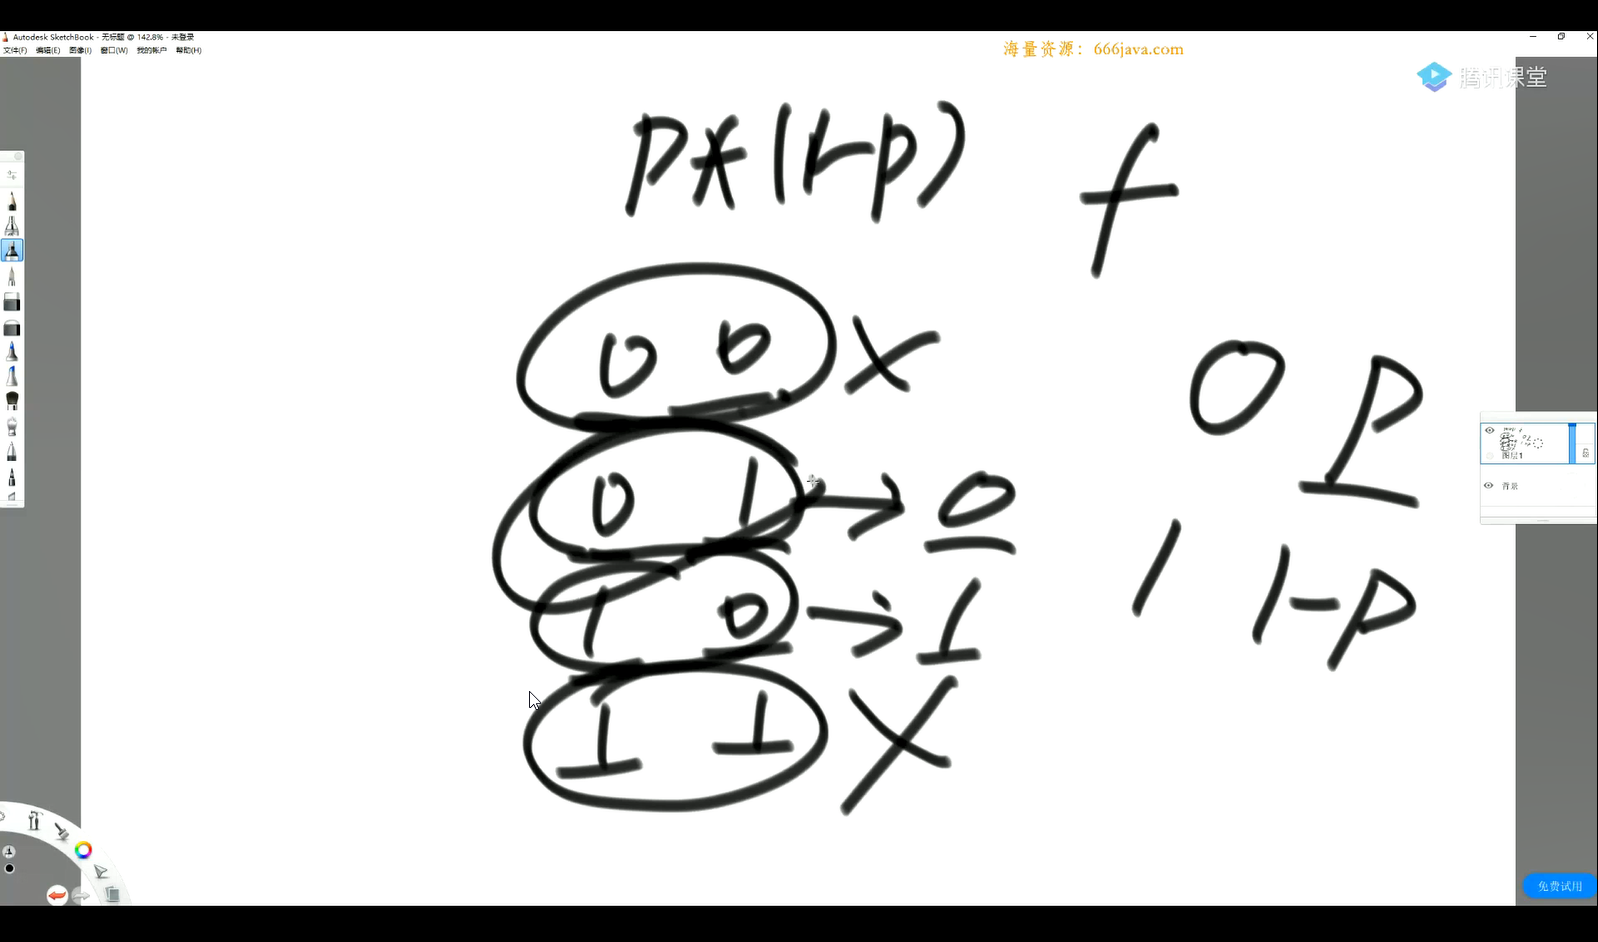 Autodesk SketchBook - 无标题 @ 142.8% - 未登录
文件(F) 编辑(E) 图像(I) 窗口(W) 我的帐户 帮助(H)
海量资源：666java.com
腾讯课堂
P*(1-p) f
0 0 X
0 P
0 1 → 0
1 1-P
1 0 → 1
1 1 X
图层1
背景
免费试用